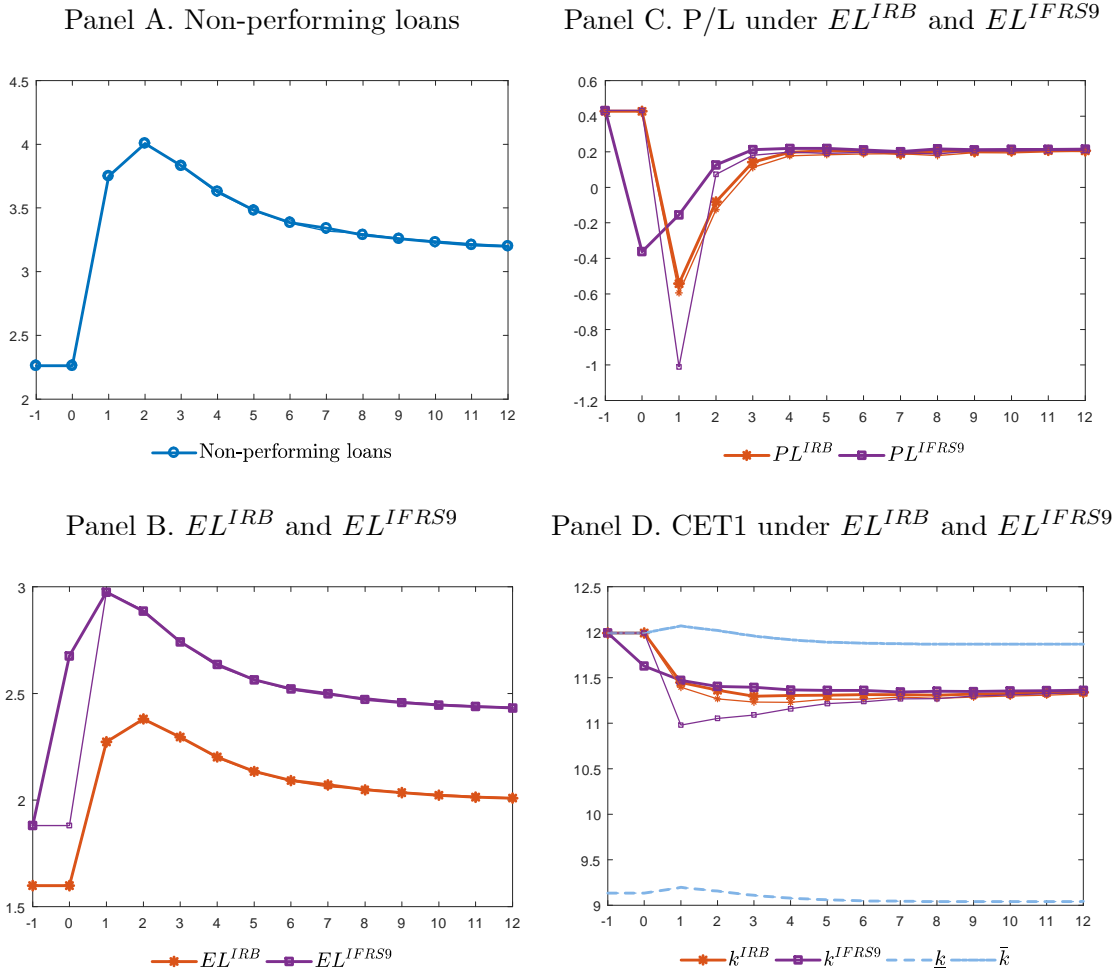 Panel A. Non-performing loans
4.5
4
3.5
3
2.5
2
-1 0 1 2 3 4 5 6 7 8 9 10 11 12
Non-performing loans
Panel C. P/L under EL^{IRB} and EL^{IFRS9}
0.6
0.4
0.2
0
-0.2
-0.4
-0.6
-0.8
-1
-1.2
-1 0 1 2 3 4 5 6 7 8 9 10 11 12
PL^{IRB} PL^{IFRS9}
Panel B. EL^{IRB} and EL^{IFRS9}
3
2.5
2
1.5
-1 0 1 2 3 4 5 6 7 8 9 10 11 12
EL^{IRB} EL^{IFRS9}
Panel D. CET1 under EL^{IRB} and EL^{IFRS9}
12.5
12
11.5
11
10.5
10
9.5
9
-1 0 1 2 3 4 5 6 7 8 9 10 11 12
k^{IRB} k^{IFRS9} k̲ k̄